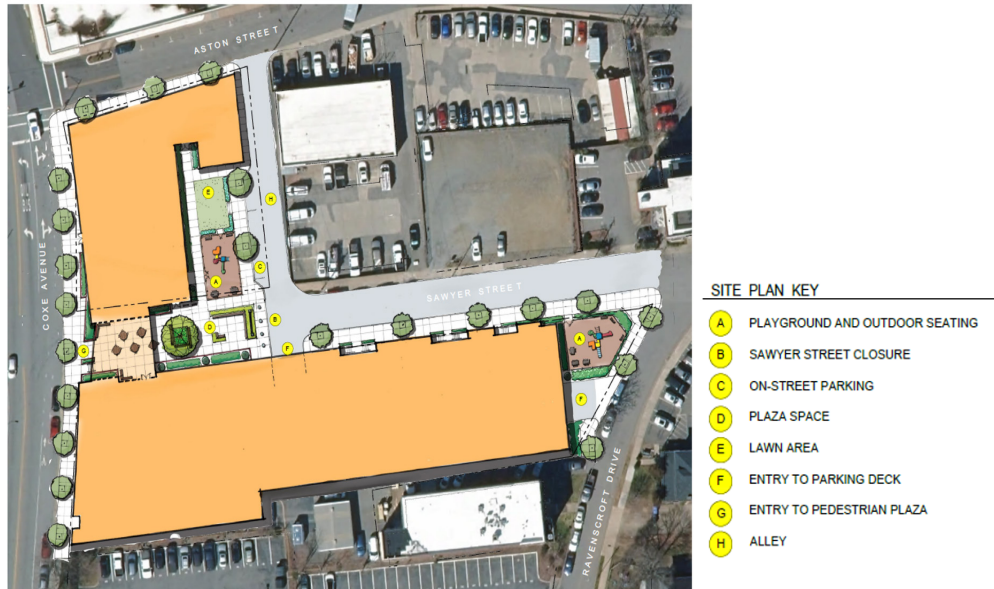 ASTON STREET
COXE AVENUE
E
H
C
A
SAWYER STREET
D
B
G
F
A
F
RAVENSCROFT DRIVE
SITE PLAN KEY
A PLAYGROUND AND OUTDOOR SEATING
B SAWYER STREET CLOSURE
C ON-STREET PARKING
D PLAZA SPACE
E LAWN AREA
F ENTRY TO PARKING DECK
G ENTRY TO PEDESTRIAN PLAZA
H ALLEY